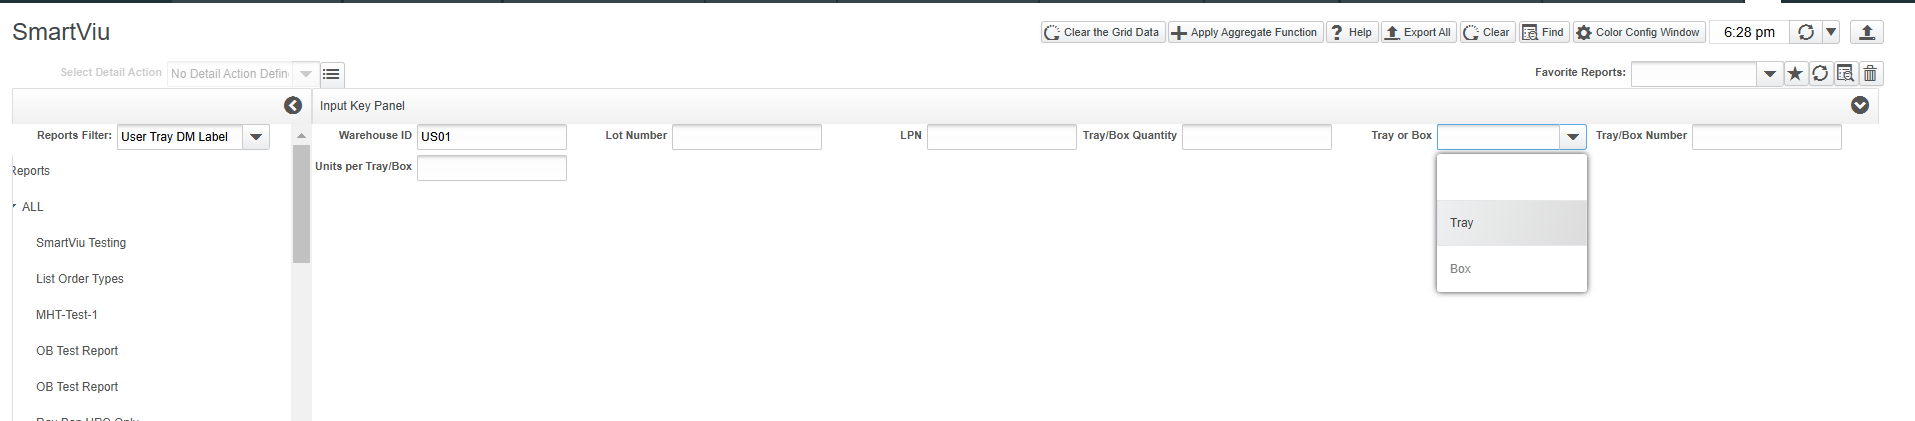 SmartViu
Clear the Grid Data
Apply Aggregate Function
Help
Export All
Clear
Find
Color Config Window
6:28 pm
Select Detail Action
No Detail Action Defin
Favorite Reports:
Input Key Panel
Reports Filter:
User Tray DM Label
Warehouse ID
US01
Lot Number
LPN
Tray/Box Quantity
Tray or Box
Tray/Box Number
Units per Tray/Box
Reports
ALL
Tray
SmartViu Testing
Box
List Order Types
MHT-Test-1
OB Test Report
OB Test Report